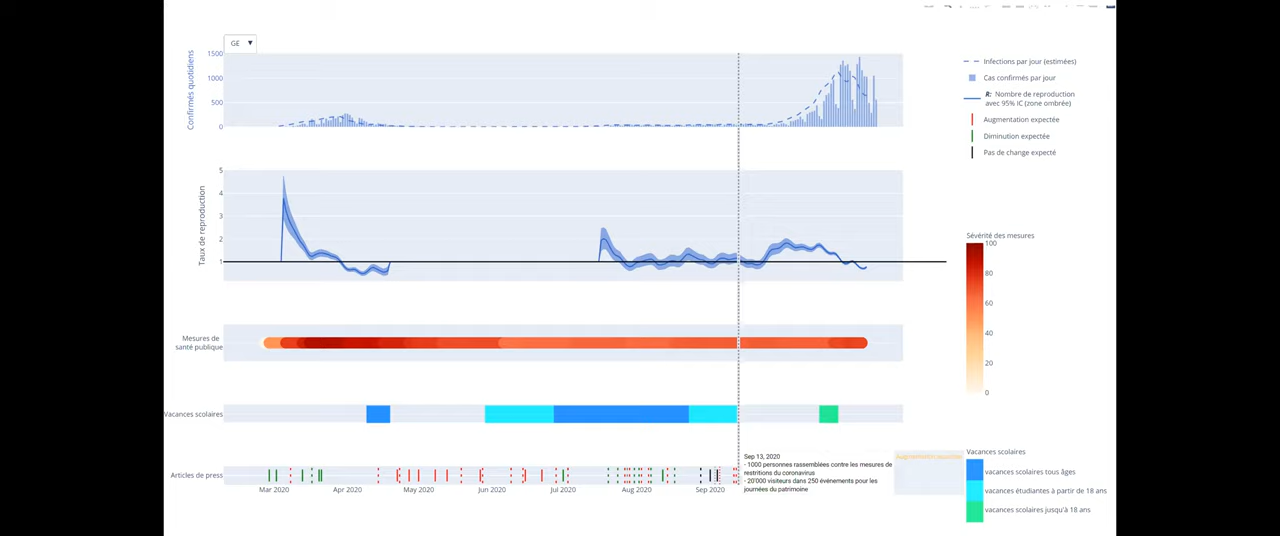 GE ▼
Confirmés quotidiens
1500
1000
500
0
Infections par jour (estimées)
Cas confirmés par jour
R: Nombre de reproduction
avec 95% IC (zone ombrée)
Augmentation expectée
Diminution expectée
Pas de change expecté
Taux de reproduction
5
4
3
2
1
Sévérité des mesures
100
80
60
40
20
0
Mesures de
santé publique
Vacances scolaires
Articles de press
Mar 2020
Apr 2020
May 2020
Jun 2020
Jul 2020
Aug 2020
Sep 2020
Sep 13, 2020
- 1000 personnes rassemblées contre les mesures de
restritions du coronavirus
- 20'000 visiteurs dans 250 événements pour les
journées du patrimoine
Vacances scolaires
vacances scolaires tous âges
vacances étudiantes à partir de 18 ans
vacances scolaires jusqu'à 18 ans